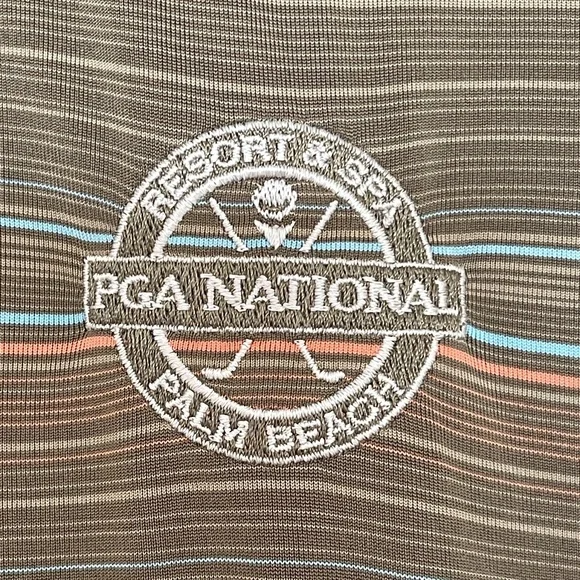 RESORT & SPA
PGA NATIONAL
PALM BEACH